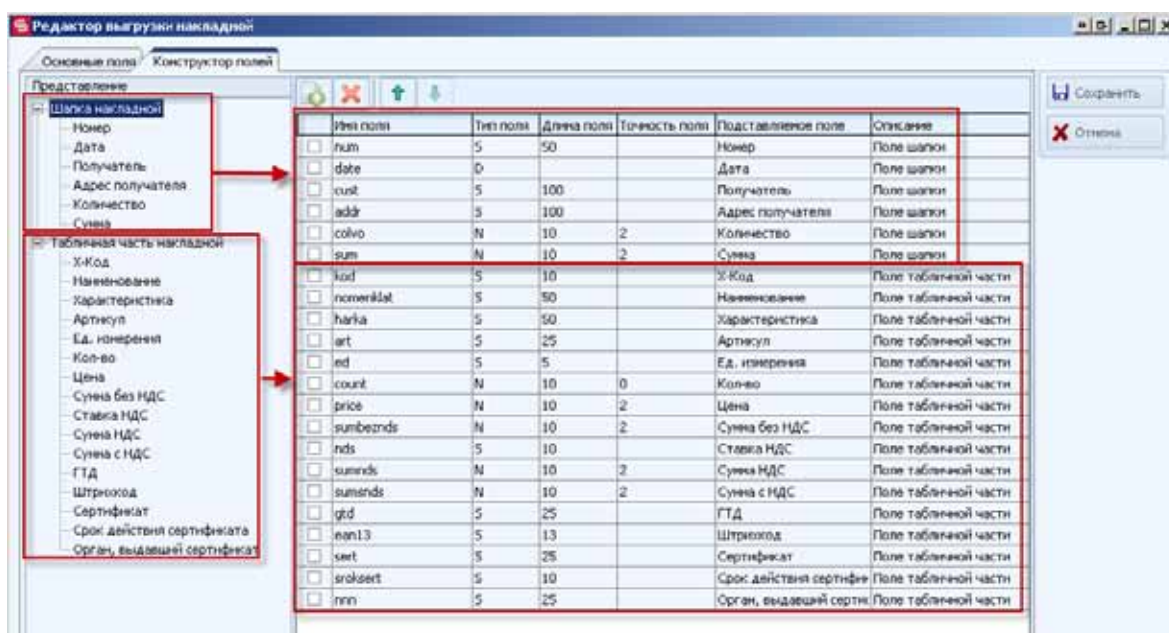 Редактор выгрузки накладной
Основные поля Конструктор полей
Представление
Шапка накладной
Номер
Дата
Получатель
Адрес получателя
Количество
Сумма
Табличная часть накладной
Х-Код
Наименование
Характеристика
Артикул
Ед. измерения
Кол-во
Цена
Сумма без НДС
Ставка НДС
Сумма НДС
Сумма с НДС
ГТД
Штрихкод
Сертификат
Срок действия сертификата
Орган, выдавший сертификат
Имя поля Тип поля Длина поля Точность поля Подставляемое поле Описание
num S 50 Номер Поле шапки
date D Дата Поле шапки
cust S 100 Получатель Поле шапки
addr S 100 Адрес получателя Поле шапки
colvo N 10 2 Количество Поле шапки
sum N 10 2 Сумма Поле шапки
kod S 10 Х-Код Поле табличной части
nomenklat S 50 Наименование Поле табличной части
harka S 50 Характеристика Поле табличной части
art S 25 Артикул Поле табличной части
ed S 5 Ед. измерения Поле табличной части
count N 10 0 Кол-во Поле табличной части
price N 10 2 Цена Поле табличной части
sumbeznds N 10 2 Сумма без НДС Поле табличной части
nds S 10 Ставка НДС Поле табличной части
sumnds N 10 2 Сумма НДС Поле табличной части
sumsnds N 10 2 Сумма с НДС Поле табличной части
gtd S 25 ГТД Поле табличной части
ean13 S 13 Штрихкод Поле табличной части
sert S 25 Сертификат Поле табличной части
sroksert S 10 Срок действия сертифи Поле табличной части
nnn S 25 Орган, выдавший серти Поле табличной части
Сохранить
Отмена